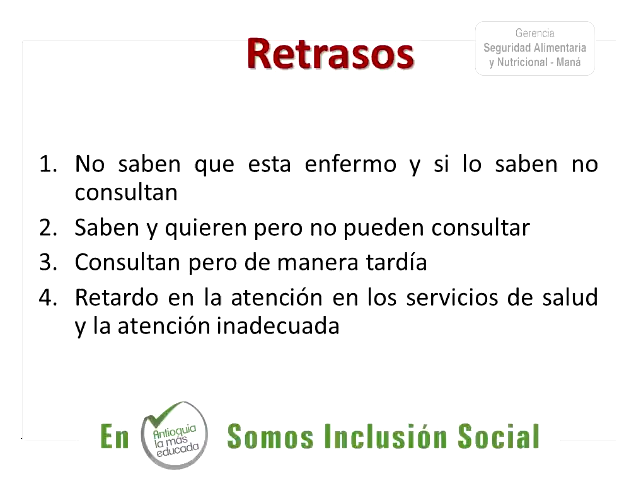 Retrasos
Gerencia
Seguridad Alimentaria
y Nutricional - Maná
1. No saben que esta enfermo y si lo saben no
consultan
2. Saben y quieren pero no pueden consultar
3. Consultan pero de manera tardía
4. Retardo en la atención en los servicios de salud
y la atención inadecuada
En
Antioquia
la más
educada
Somos Inclusión Social